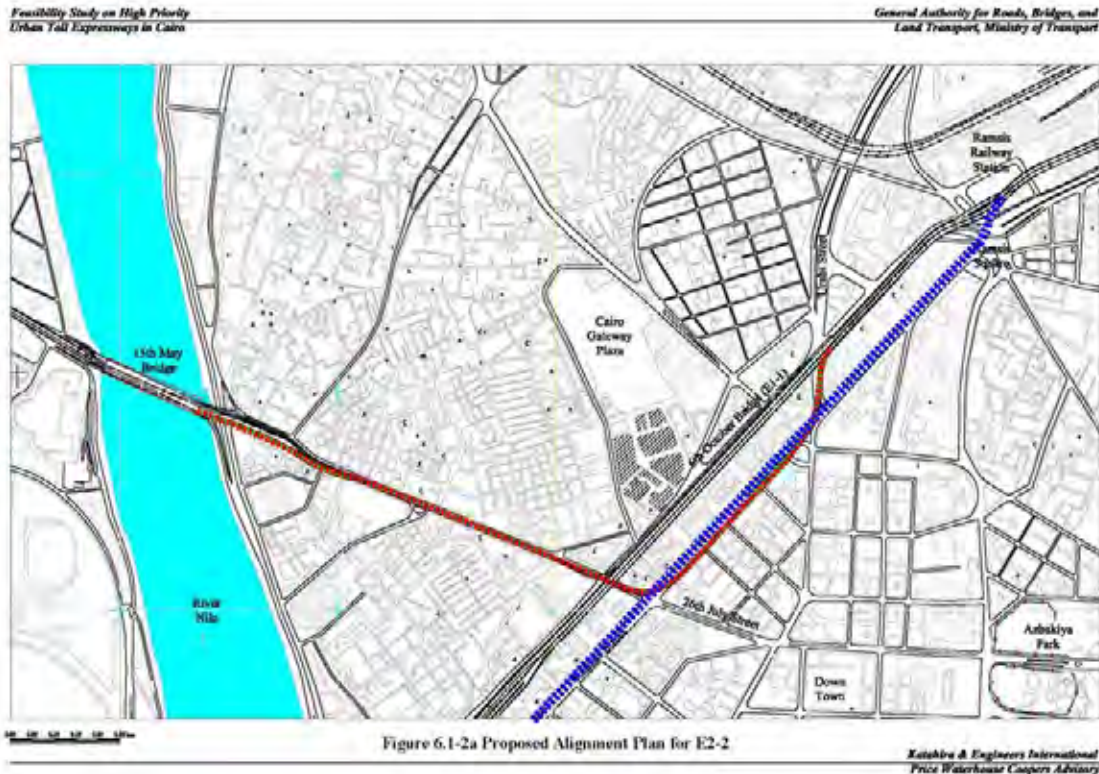 Feasibility Study on High Priority
Urban Toll Expressways in Cairo
General Authority for Roads, Bridges, and
Land Transport, Ministry of Transport
Ramsis
Railway
Station
Ramsis
Square
Street
Cairo
Gateway
Plaza
15th May
Bridge
6th October Bridge (E1-1)
River
Nile
26th July Street
Azbakiya
Park
Down
Town
Figure 6.1-2a Proposed Alignment Plan for E2-2
Katahira & Engineers International
Price Waterhouse Coopers Advisory